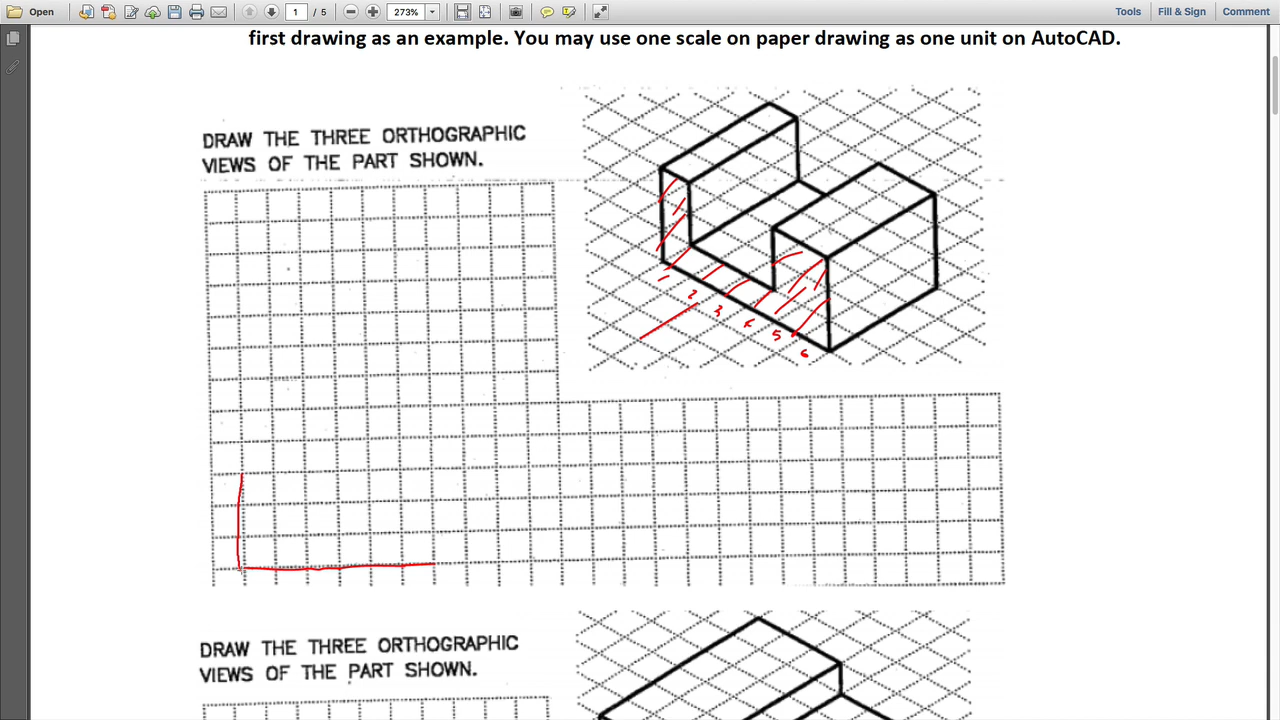 Open
1 / 5
273%
Tools
Fill & Sign
Comment
first drawing as an example. You may use one scale on paper drawing as one unit on AutoCAD.
DRAW THE THREE ORTHOGRAPHIC
VIEWS OF THE PART SHOWN.
2
3
4
5
6
DRAW THE THREE ORTHOGRAPHIC
VIEWS OF THE PART SHOWN.